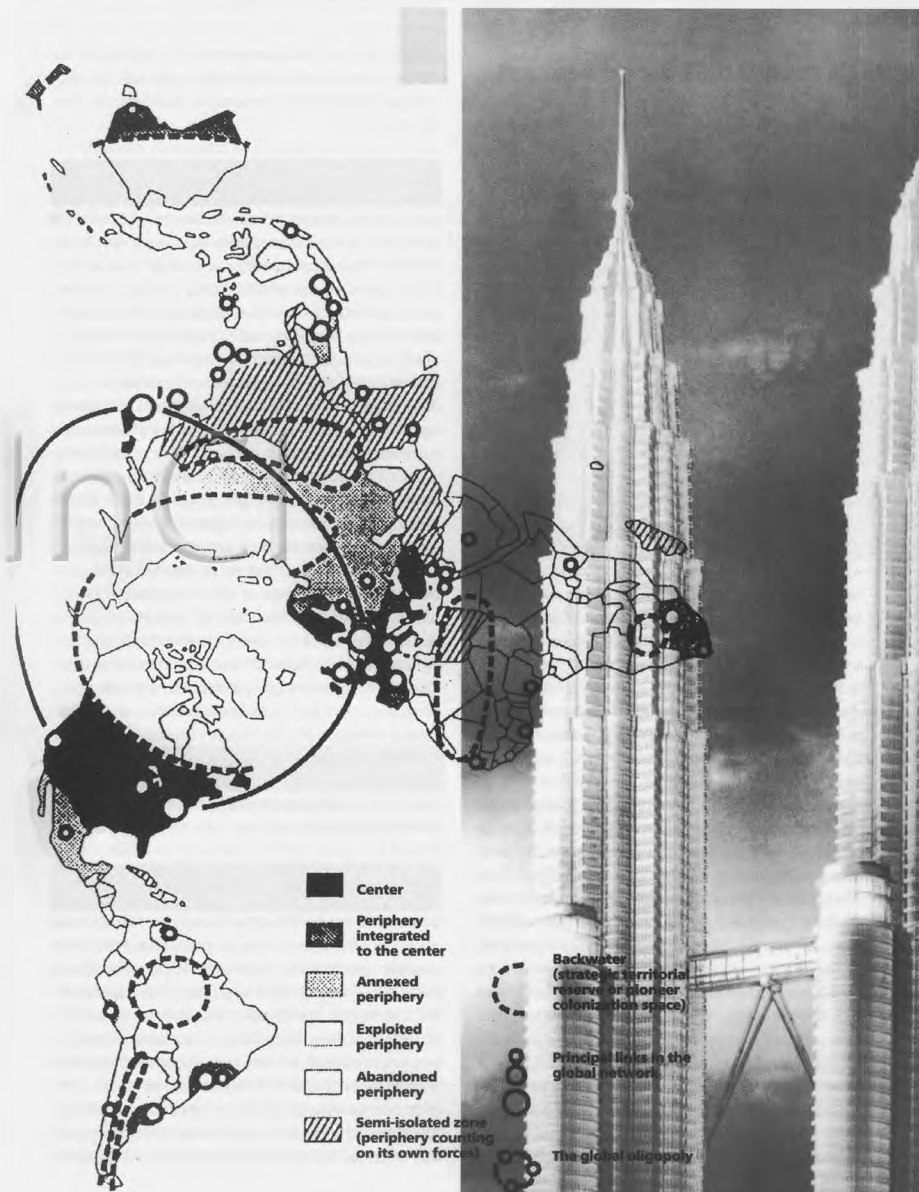 Center
Periphery
integrated
to the center
Annexed
periphery
Exploited
periphery
Abandoned
periphery
Semi-isolated zone
(periphery counting
on its own forces)
Backwater
(strategic territorial
reserve or pioneer
colonization space)
Principal links in the
global network
The global oligopoly